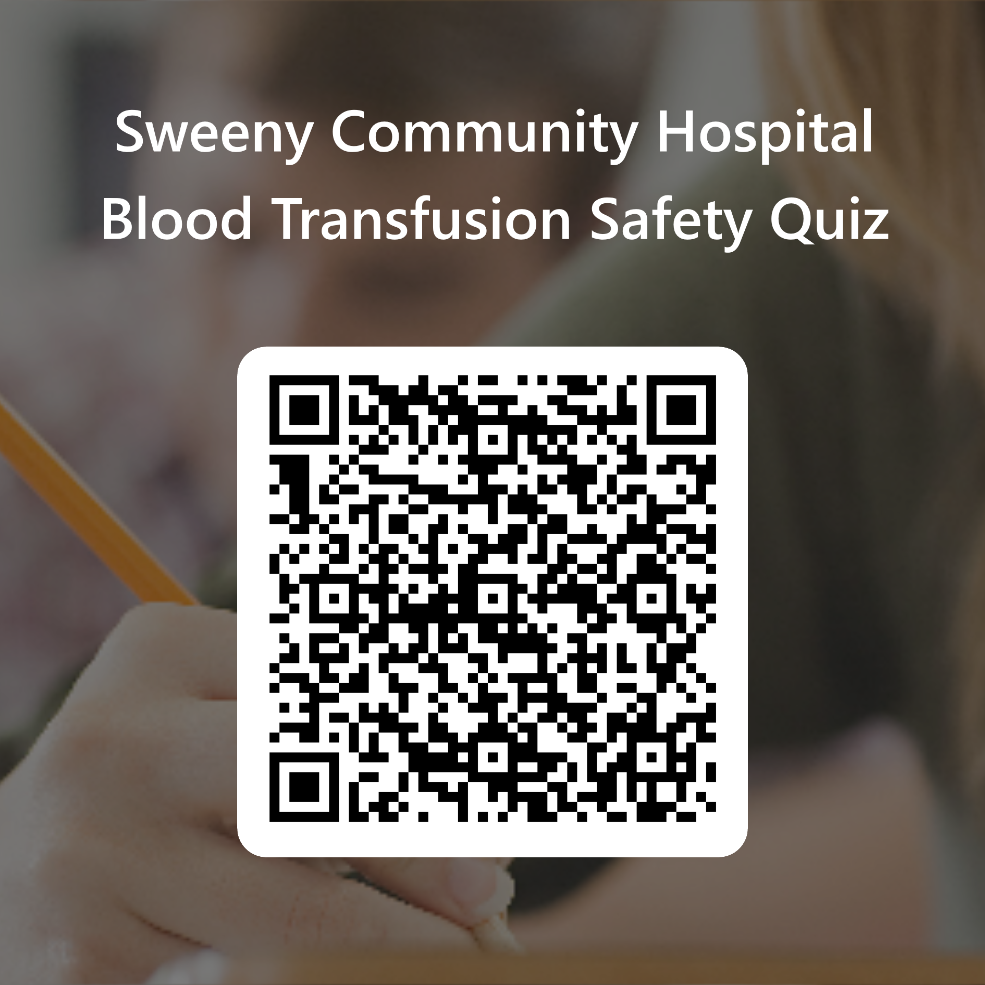 Sweeny Community Hospital
Blood Transfusion Safety Quiz